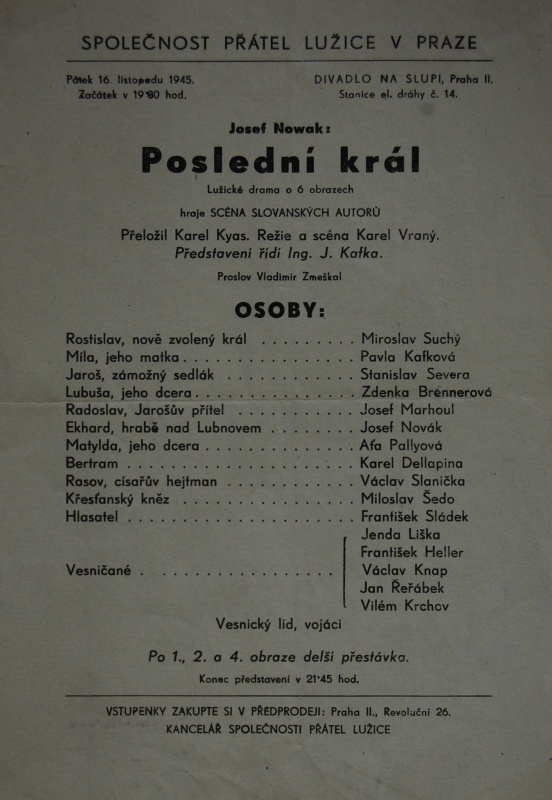 SPOLEČNOST PŘÁTEL LUŽICE V PRAZE
Pátek 16. listopadu 1945.
Začátek v 19·30 hod.
DIVADLO NA SLUPI, Praha II.
Stanice el. dráhy č. 14.
Josef Nowak:
Poslední král
Lužické drama o 6 obrazech
hraje SCÉNA SLOVANSKÝCH AUTORŮ
Přeložil Karel Kyas. Režie a scéna Karel Vraný.
Představení řídí Ing. J. Kafka.
Proslov Vladimír Zmeškal
OSOBY:
Rostislav, nově zvolený král . . . . . . . . . Miroslav Suchý
Míla, jeho matka . . . . . . . . . . . . . . . . Pavla Kafková
Jaroš, zámožný sedlák . . . . . . . . . . . . Stanislav Severa
Lubuša, jeho dcera . . . . . . . . . . . . . . . Zdenka Brennerová
Radoslav, Jarošův přítel . . . . . . . . . . . Josef Marhoul
Ekhard, hrabě nad Lubnovem . . . . . . . . Josef Novák
Matylda, jeho dcera . . . . . . . . . . . . . . Aťa Pallyová
Bertram . . . . . . . . . . . . . . . . . . . . . Karel Dellapina
Rasov, císařův hejtman . . . . . . . . . . . . Václav Slanička
Křesťanský kněz . . . . . . . . . . . . . . . . Miloslav Šedo
Hlasatel . . . . . . . . . . . . . . . . . . . . . František Sládek
Vesničané . . . . . . . . . . . . . . . . . .
Jenda Liška
František Heller
Václav Knap
Jan Řeřábek
Vilém Krchov
Vesnický lid, vojáci
Po 1., 2. a 4. obraze delší přestávka.
Konec představení v 21·45 hod.
VSTUPENKY ZAKUPTE SI V PŘEDPRODEJI: Praha II., Revoluční 26.
KANCELÁŘ SPOLEČNOSTI PŘÁTEL LUŽICE